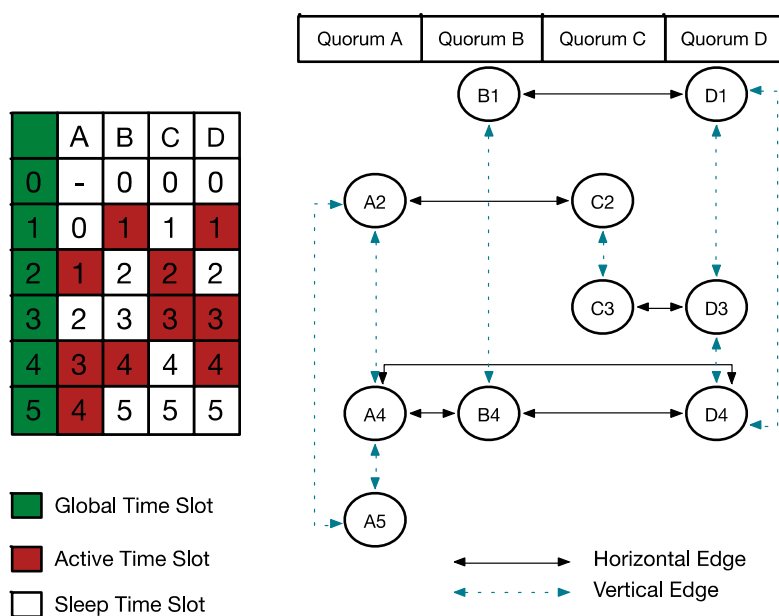 Quorum A Quorum B Quorum C Quorum D
B1 D1
A B C D
0 - 0 0 0
1 0 1 1 1
A2 C2
2 1 2 2 2
3 2 3 3 3
C3 D3
4 3 4 4 4
5 4 5 5 5
A4 B4 D4
Global Time Slot
A5
Active Time Slot
Horizontal Edge
Vertical Edge
Sleep Time Slot